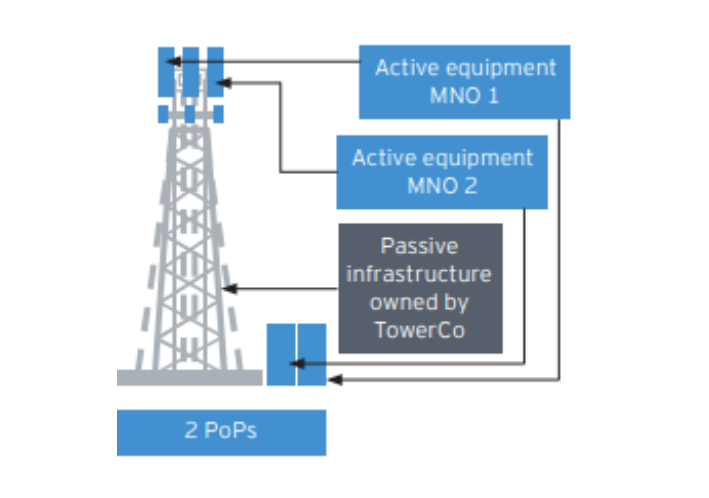 Active equipment
MNO 1
Active equipment
MNO 2
Passive
infrastructure
owned by
TowerCo
2 PoPs